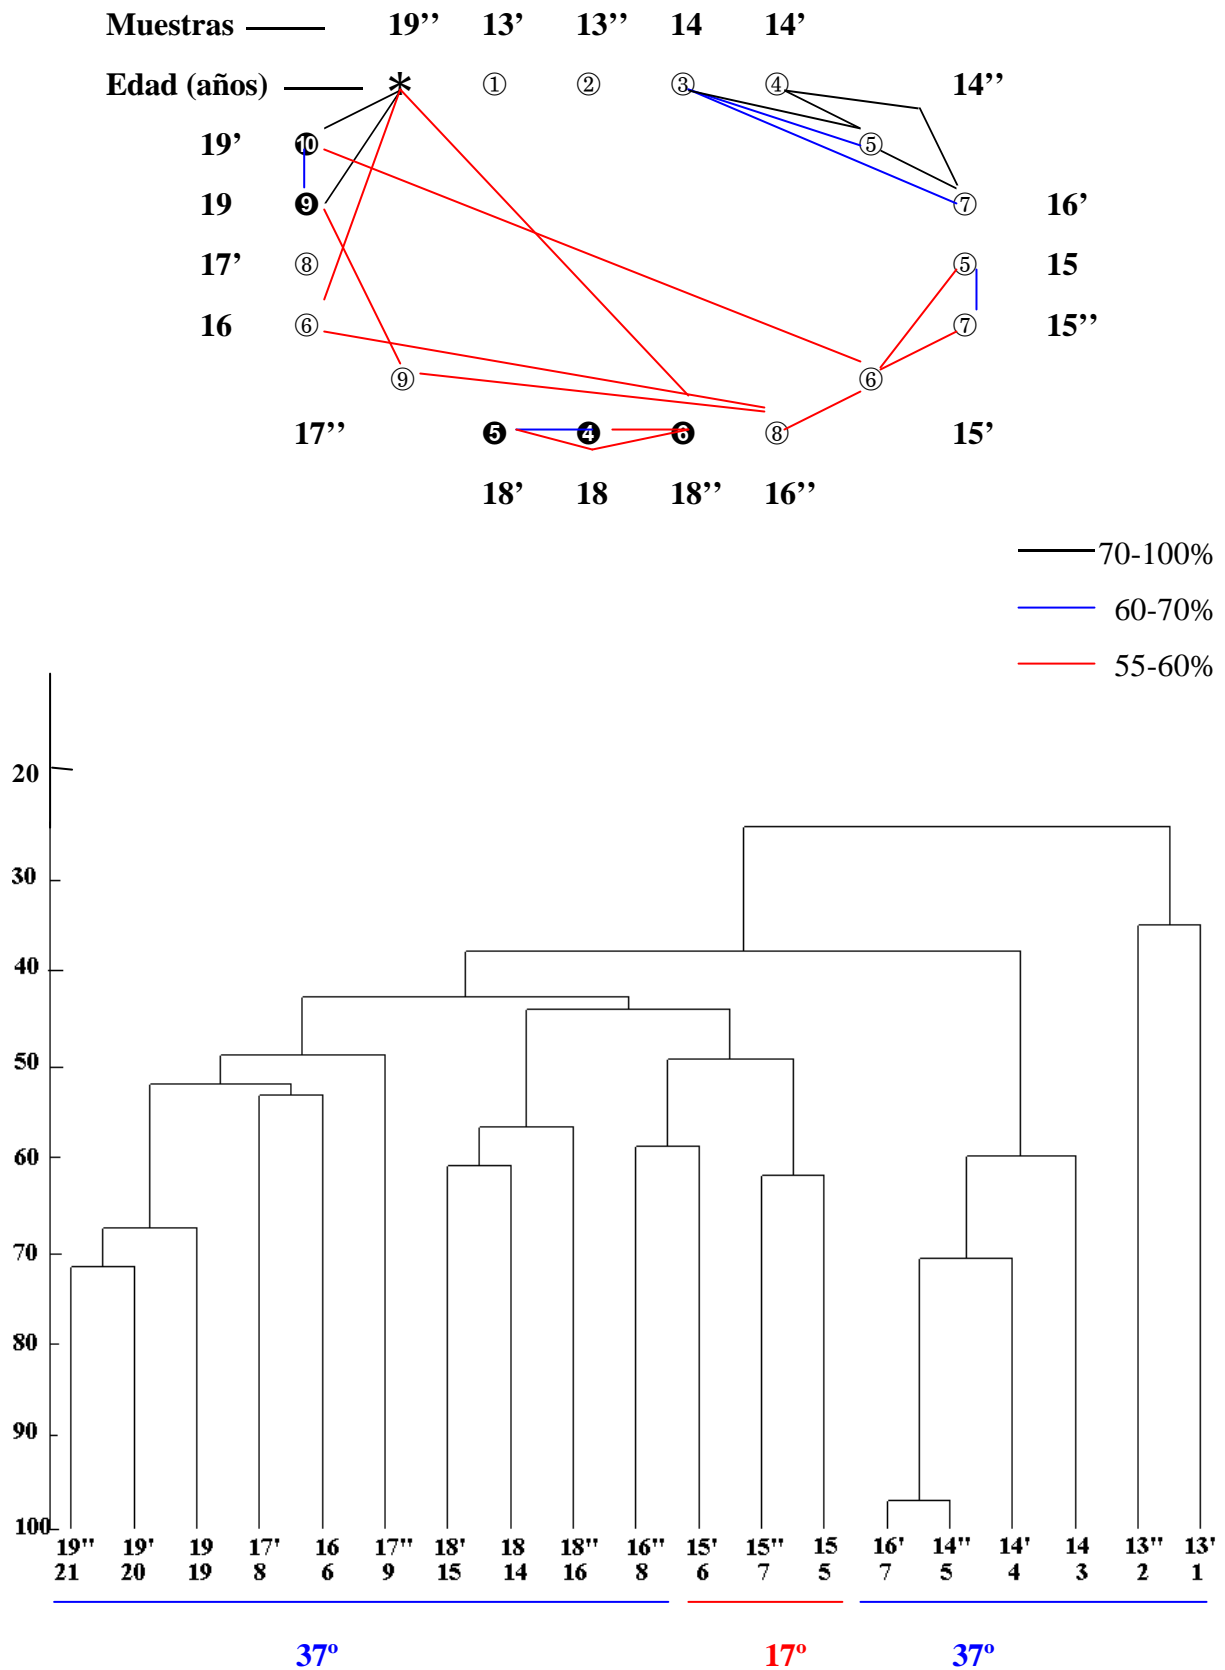 Muestras 19’’ 13’ 13’’ 14 14’
Edad (años) * ① ② ③ ④ 14’’
19’ ❿ ⑤
19 ❾ ⑦ 16’
17’ ⑧ ⑤ 15
16 ⑥ ⑦ 15’’
⑨ ⑥
17’’ ❺ ❹ ❻ ⑧ 15’
18’ 18 18’’ 16’’
70-100%
60-70%
55-60%
20
30
40
50
60
70
80
90
100
19" 19' 19 17' 16 17" 18' 18 18" 16" 15' 15" 15 16' 14" 14' 14 13" 13'
21 20 19 8 6 9 15 14 16 8 6 7 5 7 5 4 3 2 1
37º 17º 37º